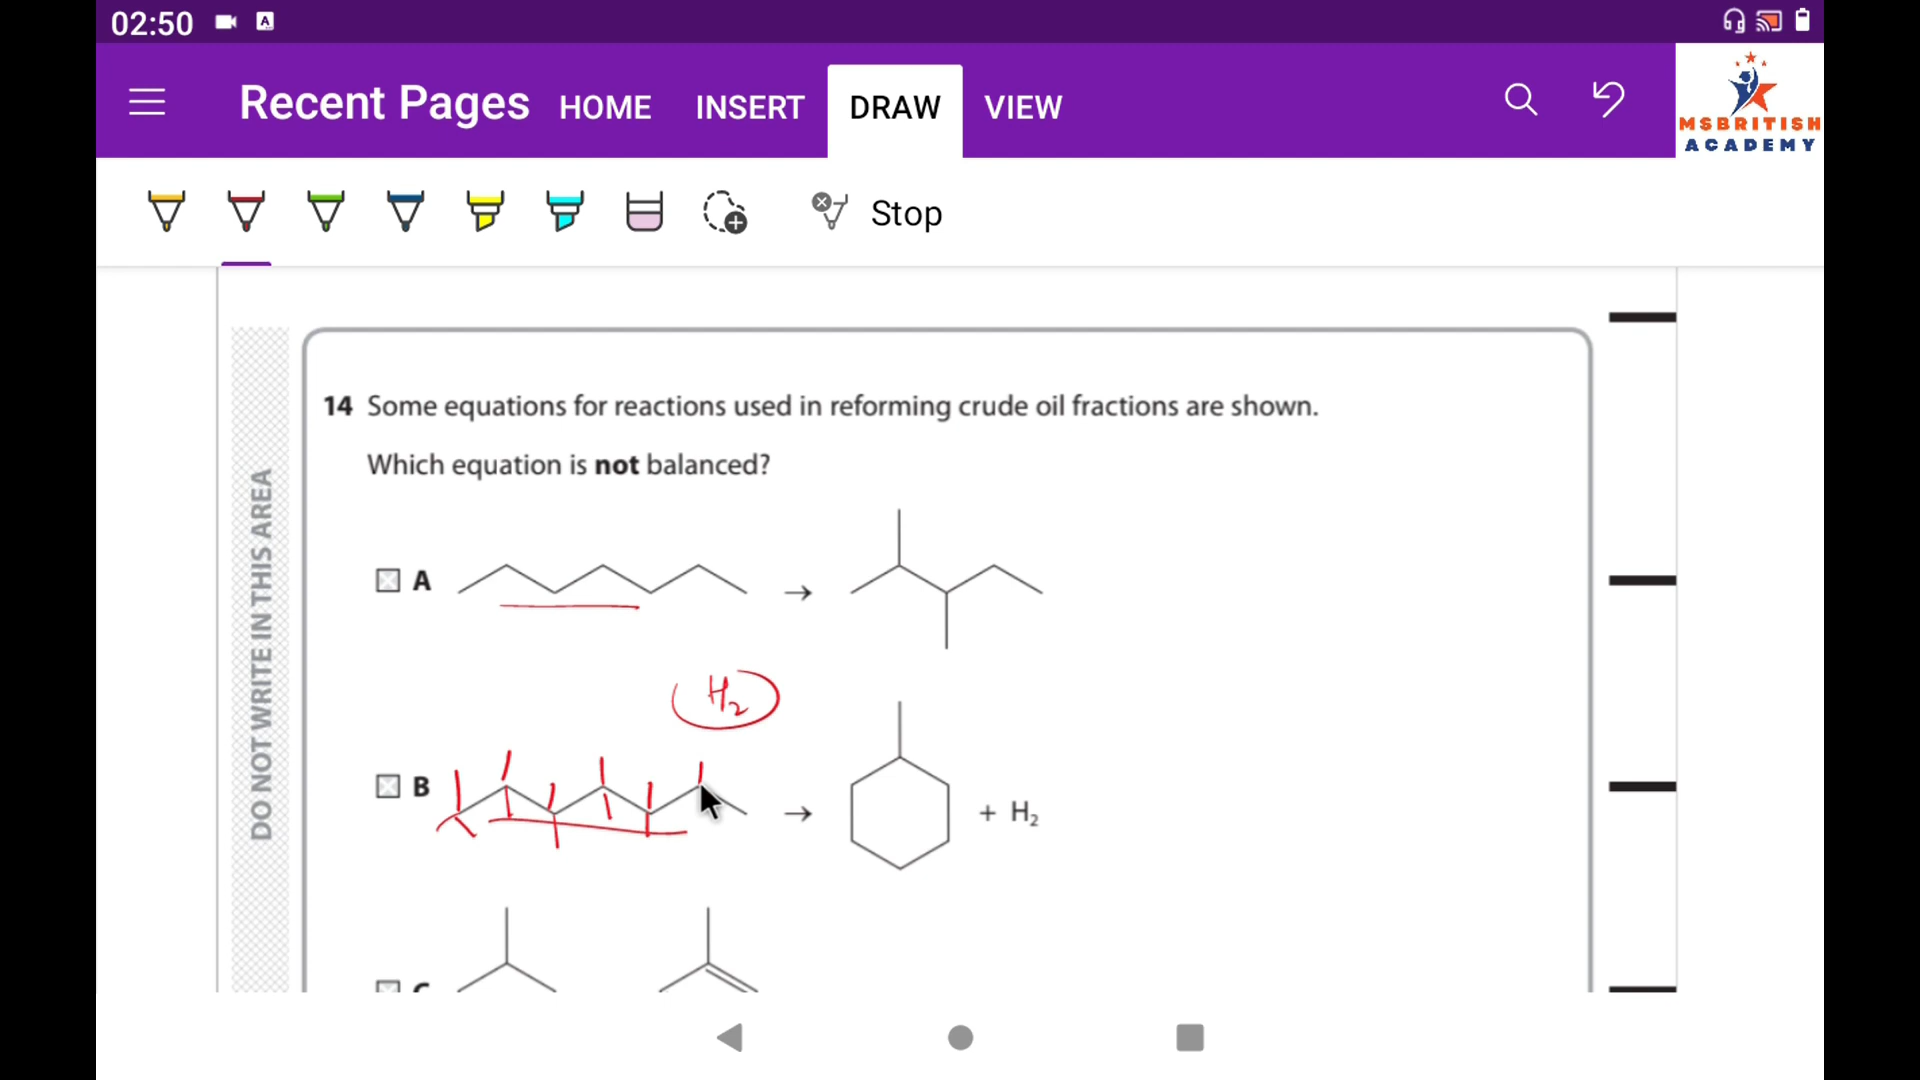 02:50 A
Recent Pages HOME INSERT DRAW VIEW
MSBRITISH
ACADEMY
Stop
DO NOT WRITE IN THIS AREA
14 Some equations for reactions used in reforming crude oil fractions are shown.
Which equation is not balanced?
A →
H₂
B → + H₂
C